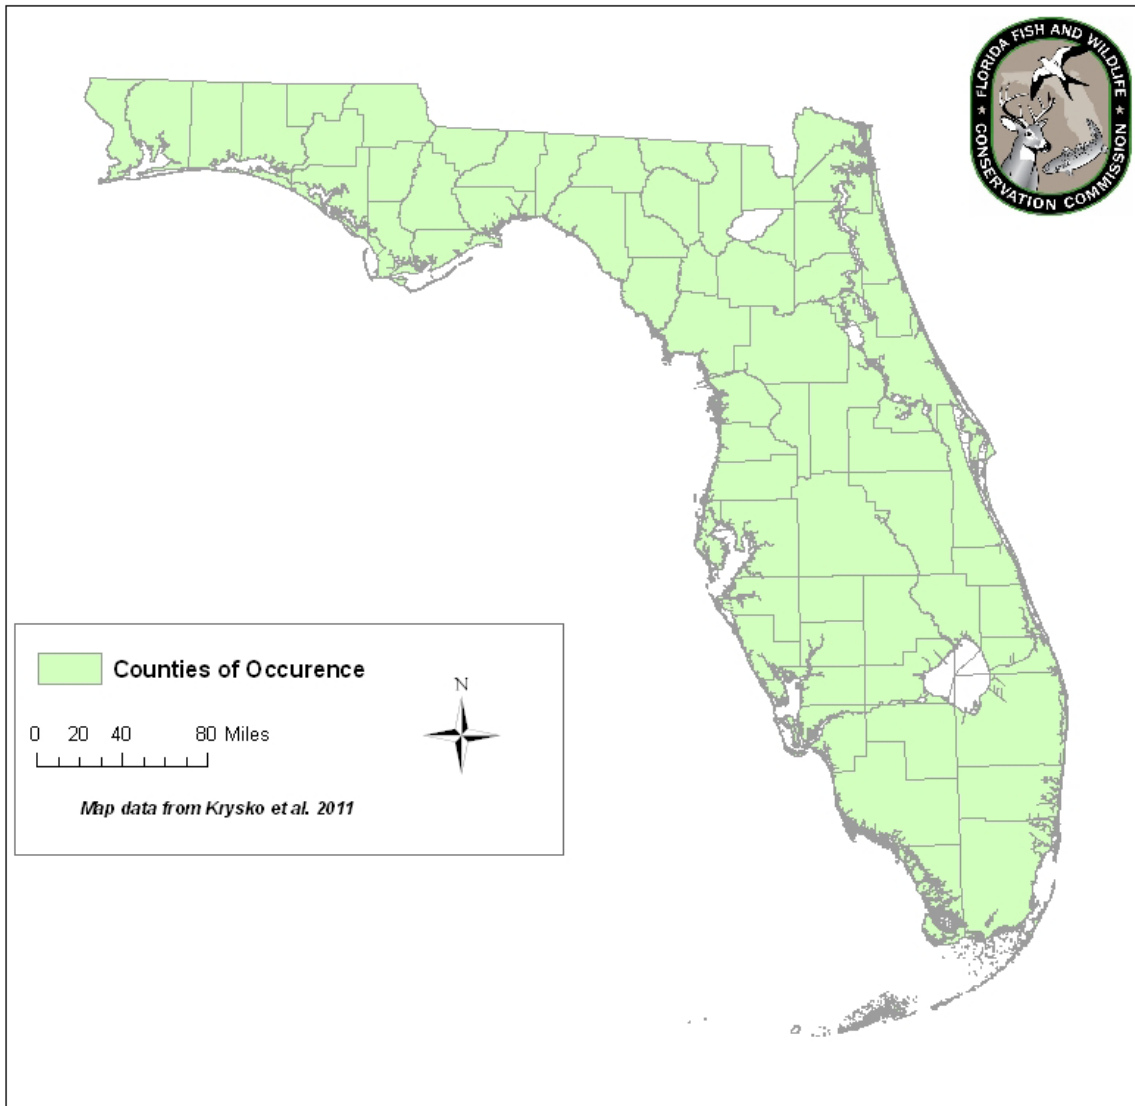 FLORIDA FISH AND WILDLIFE
CONSERVATION COMMISSION
Counties of Occurence
N
0 20 40 80 Miles
Map data from Krysko et al. 2011